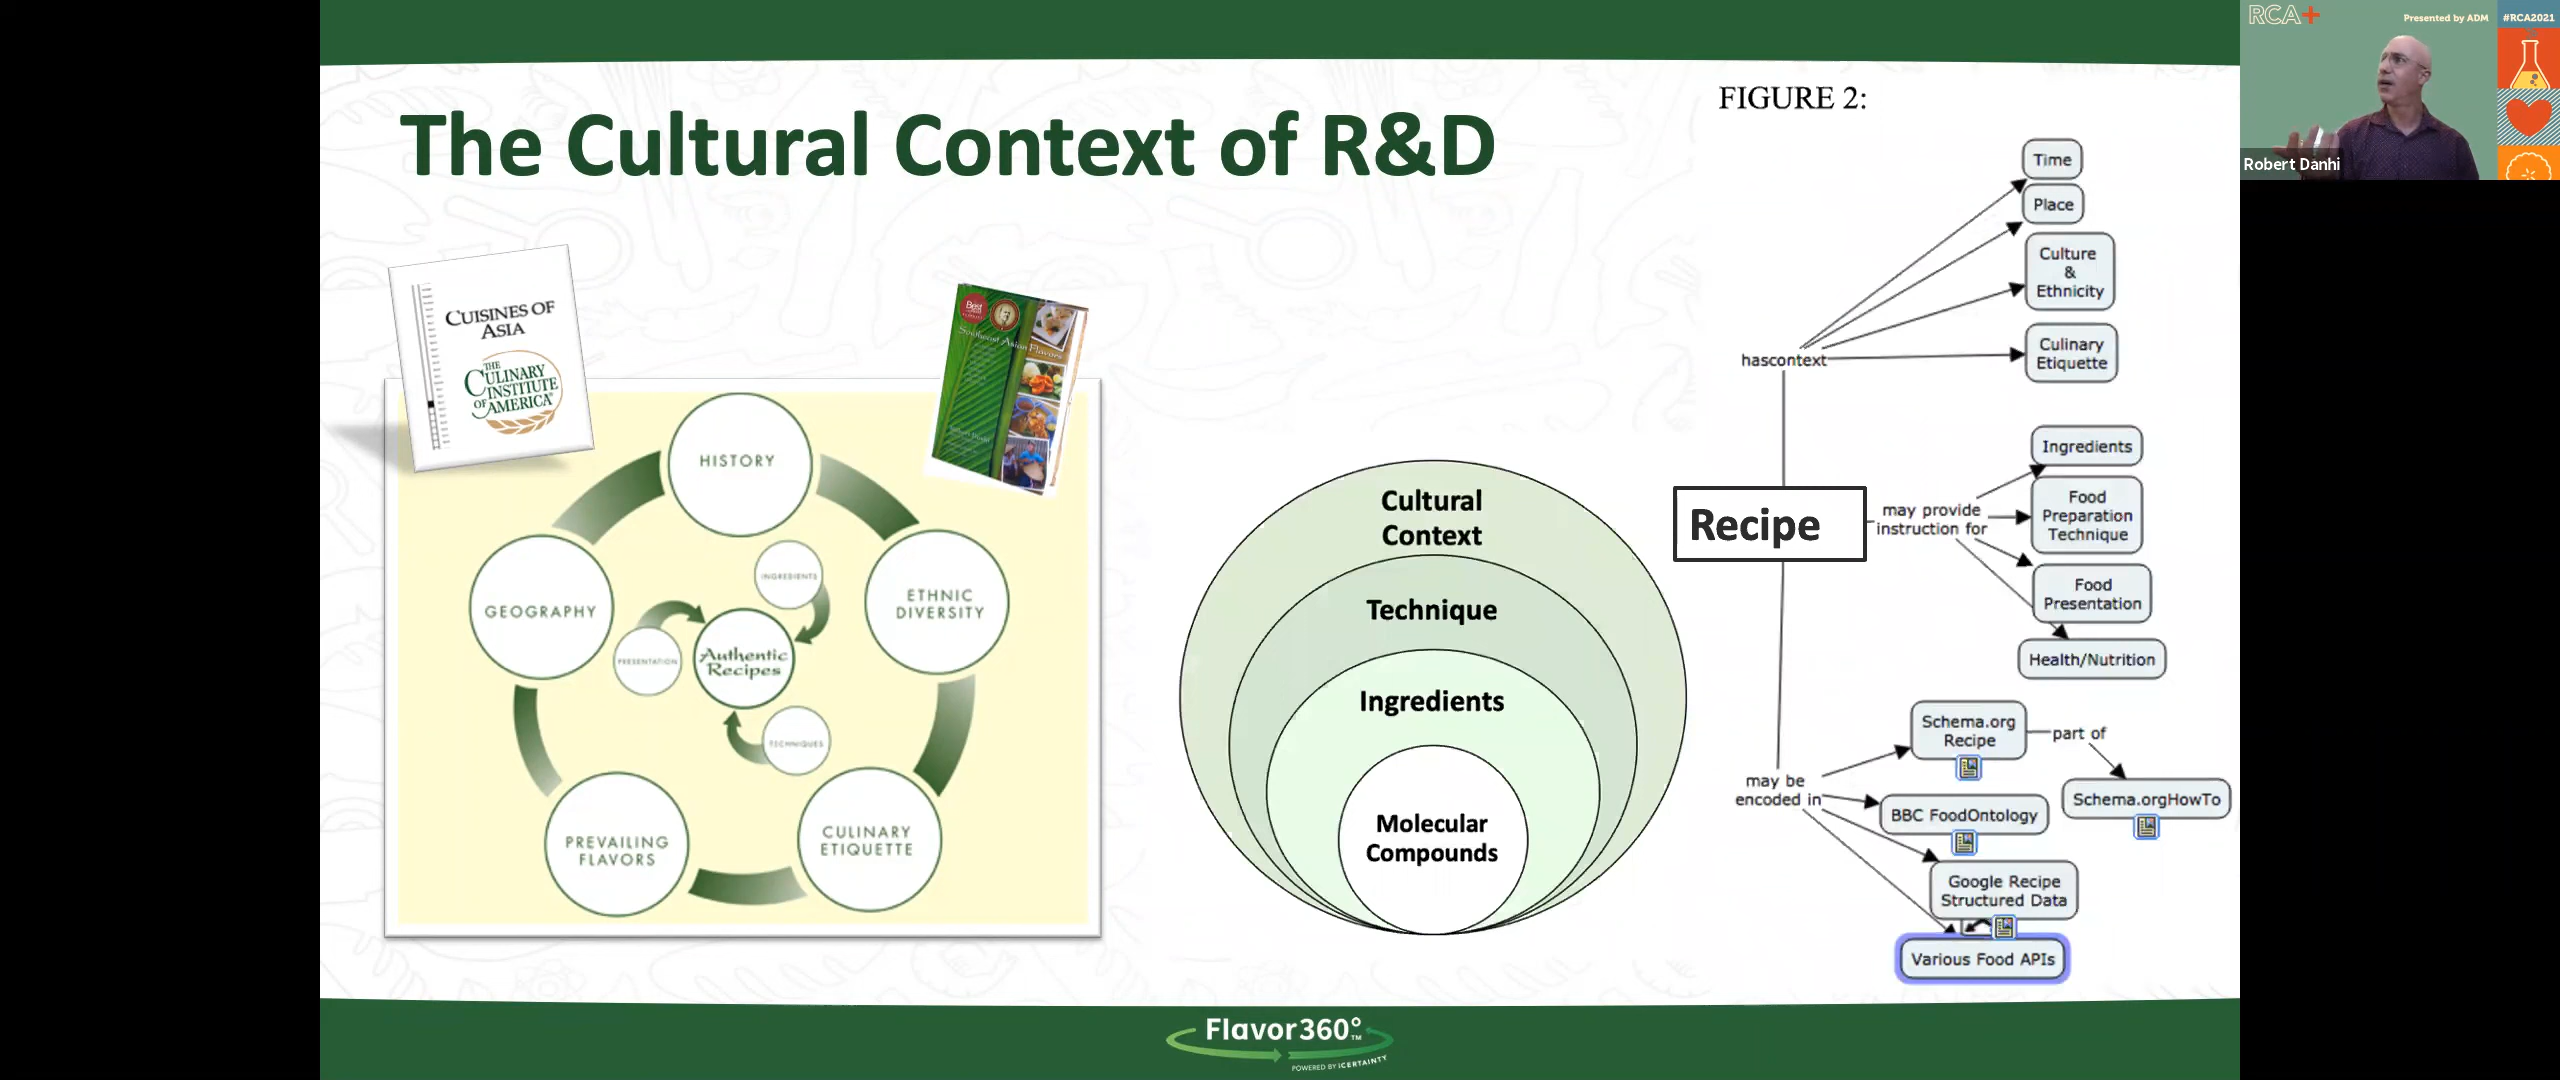 The Cultural Context of R&D
FIGURE 2:
RCA+
Presented by ADM
#RCA2021
Robert Danhi
CUISINES OF
ASIA
THE
CULINARY
INSTITUTE
OF AMERICA®
Best
Southeast Asian Flavors
Robert Danhi
HISTORY
GEOGRAPHY
ETHNIC
DIVERSITY
INGREDIENTS
PRESENTATION
Authentic
Recipes
TECHNIQUES
PREVAILING
FLAVORS
CULINARY
ETIQUETTE
Cultural
Context
Technique
Ingredients
Molecular
Compounds
Time
Place
Culture
&
Ethnicity
Culinary
Etiquette
hascontext
Recipe
may provide
instruction for
Ingredients
Food
Preparation
Technique
Food
Presentation
Health/Nutrition
may be
encoded in
Schema.org
Recipe
part of
Schema.orgHowTo
BBC FoodOntology
Google Recipe
Structured Data
Various Food APIs
Flavor360°™
POWERED BY iCERTAINTY